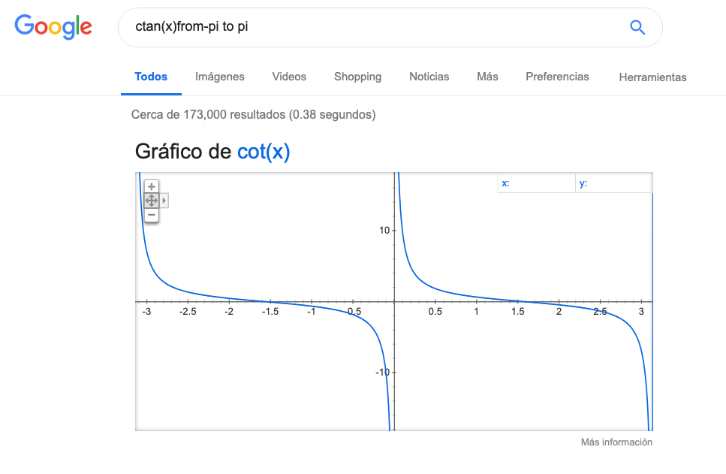 Google
ctan(x)from-pi to pi
Todos Imágenes Videos Shopping Noticias Más Preferencias Herramientas
Cerca de 173,000 resultados (0.38 segundos)
Gráfico de cot(x)
x: y:
10
-3 -2.5 -2 -1.5 -1 -0.5 0.5 1 1.5 2 2.5 3
-10
Más información